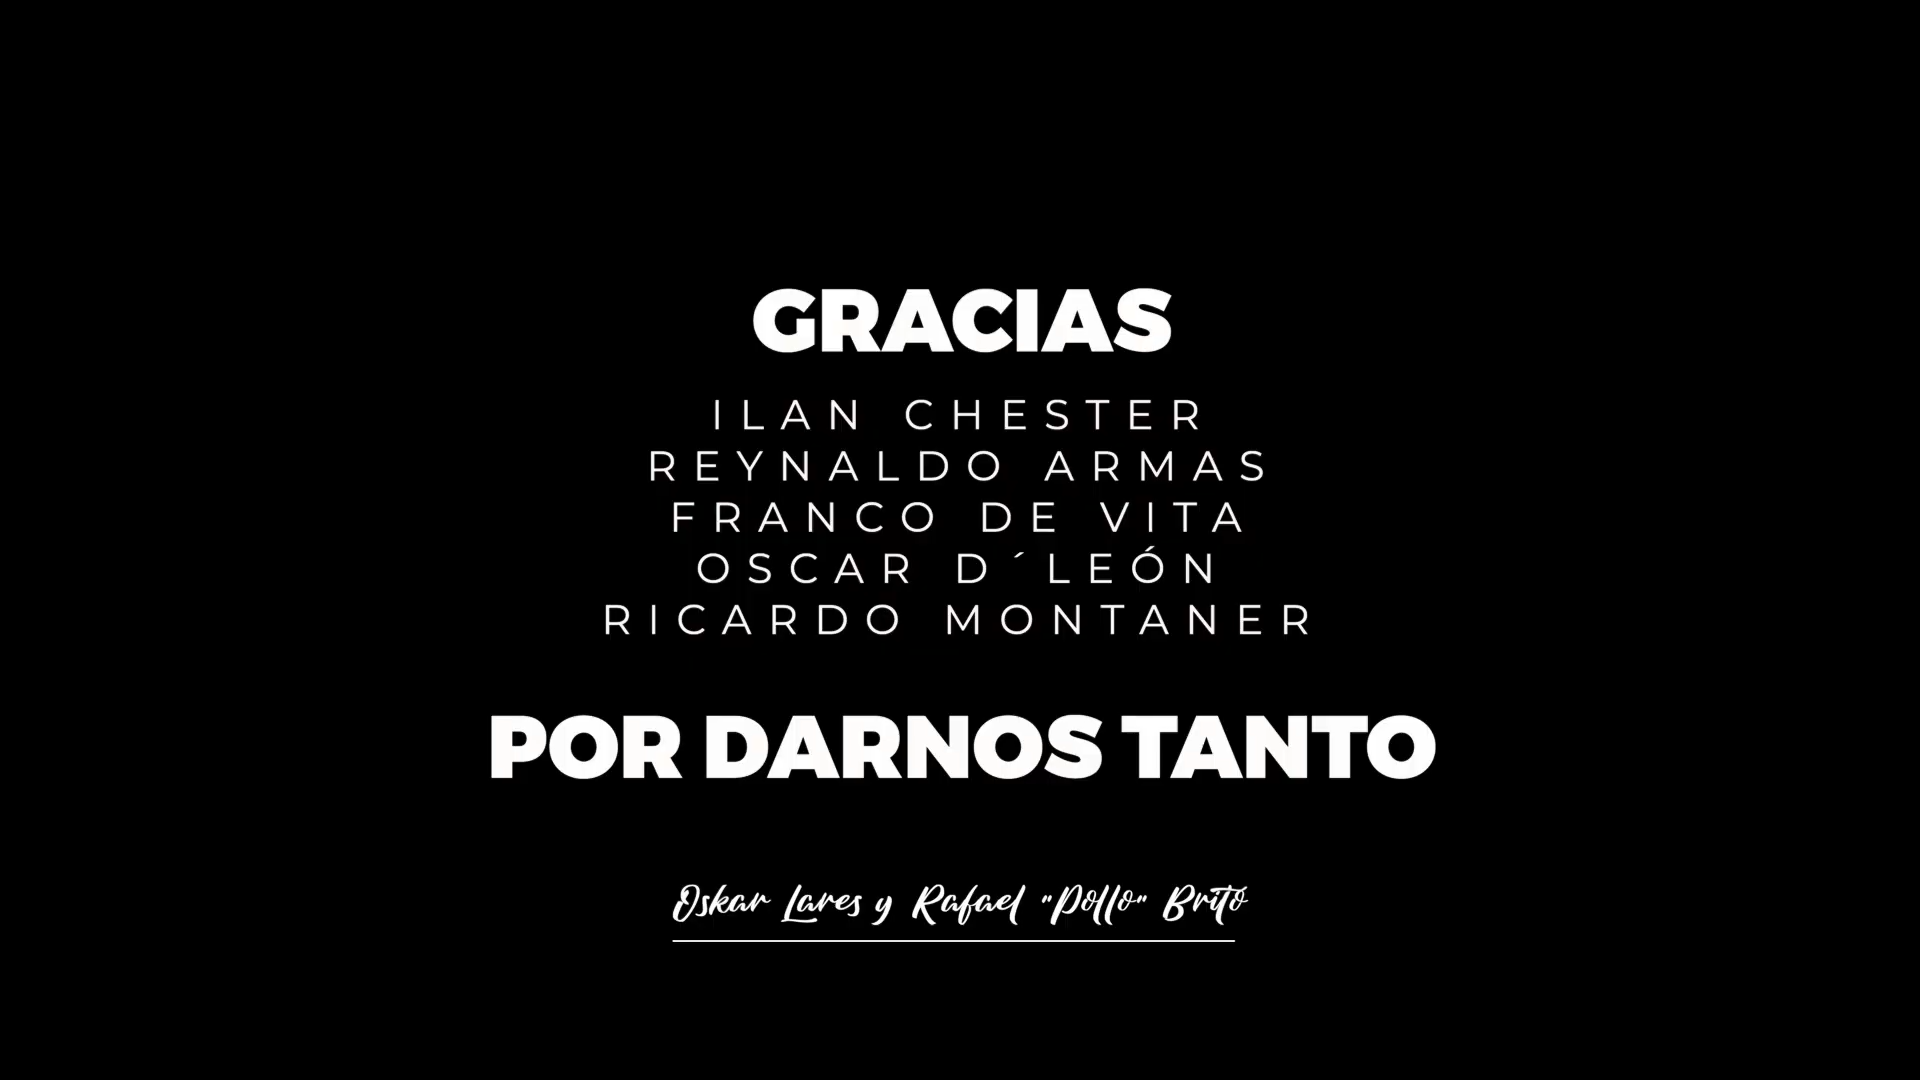 GRACIAS
ILAN CHESTER
REYNALDO ARMAS
FRANCO DE VITA
OSCAR D´LEÓN
RICARDO MONTANER
POR DARNOS TANTO
Oskar Lares y Rafael "Pollo" Brito